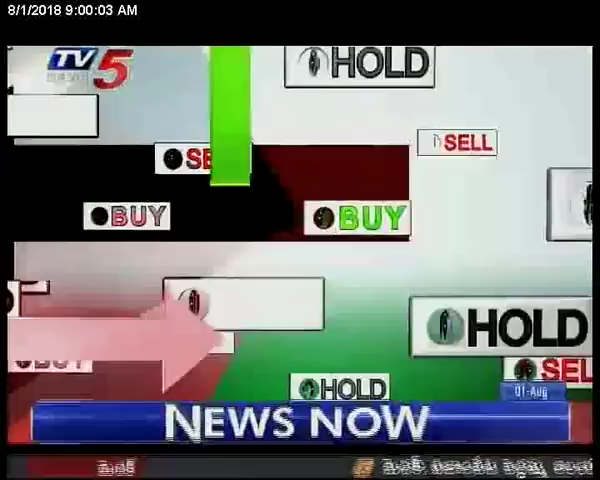 8/1/2018 9:00:03 AM
TV5
HOLD
SELL
SE
BUY
BUY
HOLD
BUY
SEL
HOLD
01-Aug
NEWS NOW